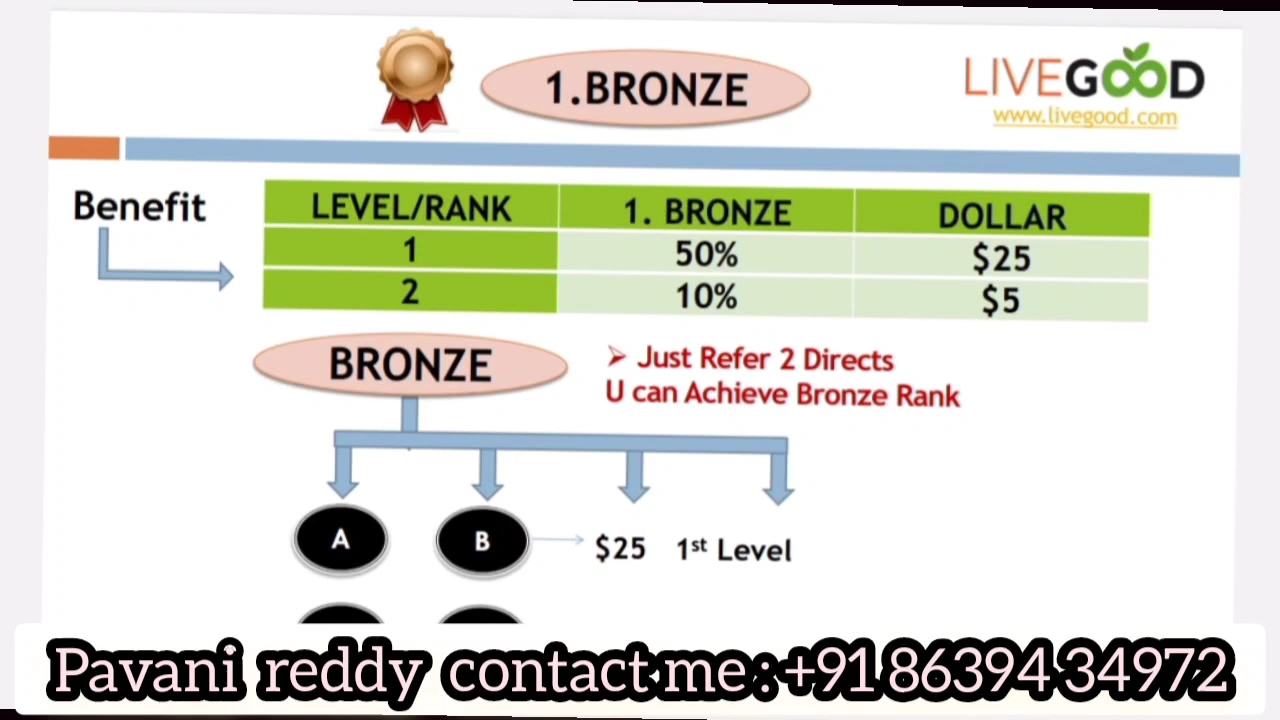 1.BRONZE
LIVEGOOD
www.livegood.com
Benefit
LEVEL/RANK 1. BRONZE DOLLAR
1 50% $25
2 10% $5
BRONZE
➢ Just Refer 2 Directs
U can Achieve Bronze Rank
A B $25 1st Level
Pavani reddy contact me : +91 86394 34972